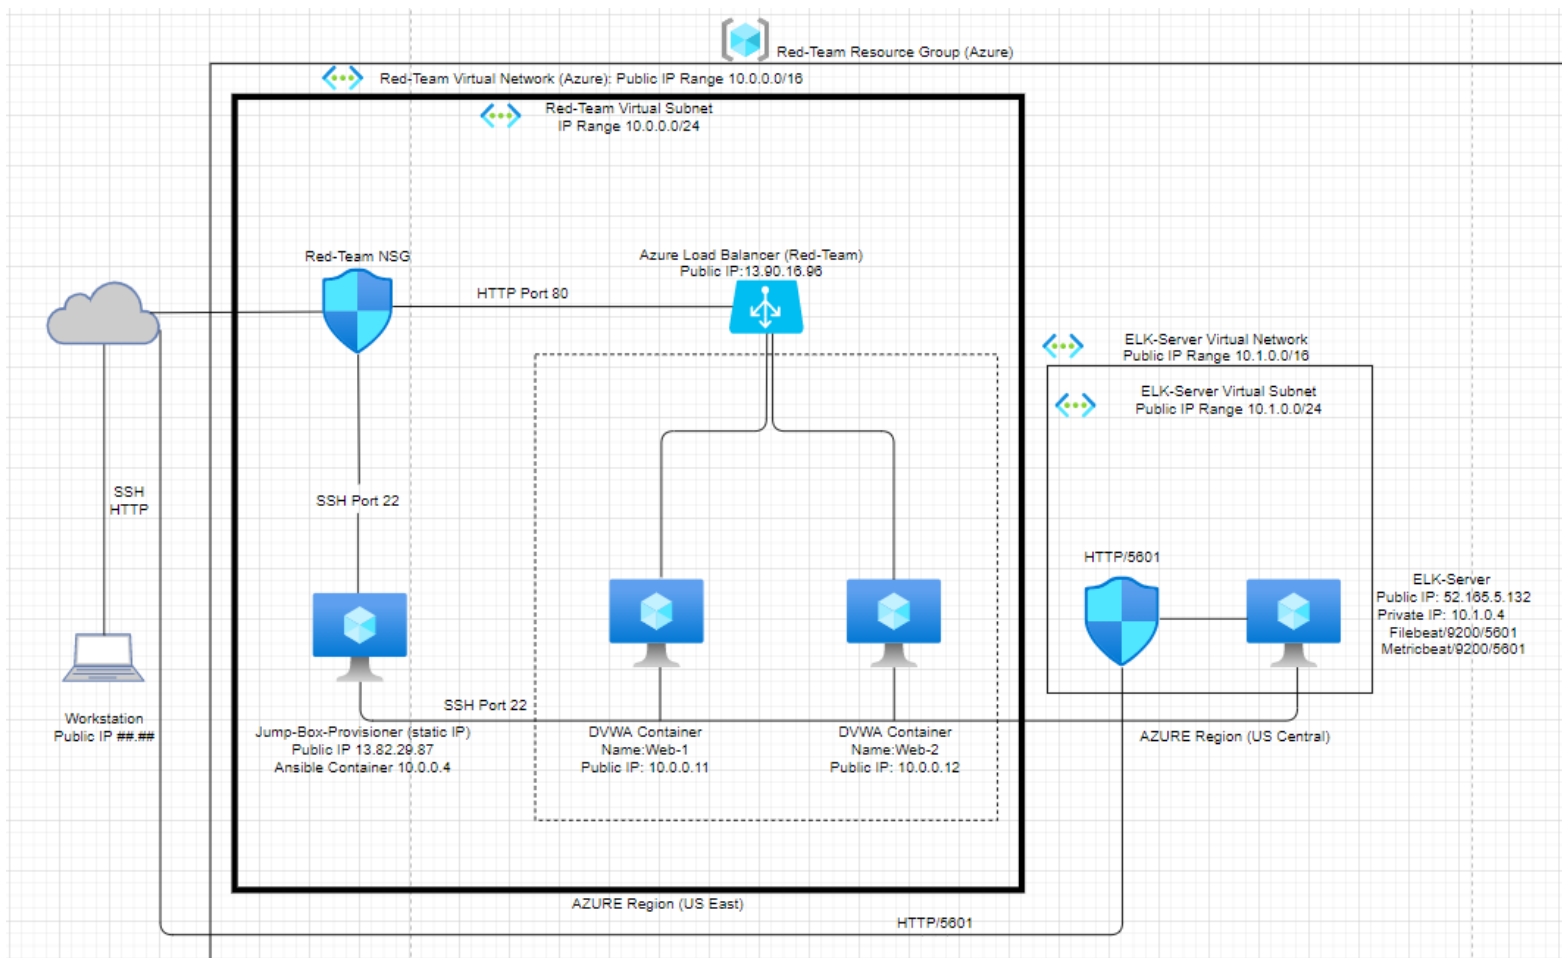 Red-Team Resource Group (Azure)
Red-Team Virtual Network (Azure): Public IP Range 10.0.0.0/16
Red-Team Virtual Subnet
IP Range 10.0.0.0/24
Red-Team NSG
Azure Load Balancer (Red-Team)
Public IP:13.90.16.96
HTTP Port 80
ELK-Server Virtual Network
Public IP Range 10.1.0.0/16
ELK-Server Virtual Subnet
Public IP Range 10.1.0.0/24
SSH
HTTP
SSH Port 22
HTTP/5601
ELK-Server
Public IP: 52.165.5.132
Private IP: 10.1.0.4
Filebeat/9200/5601
Metricbeat/9200/5601
SSH Port 22
Workstation
Public IP ##.##
Jump-Box-Provisioner (static IP)
Public IP 13.82.29.87
Ansible Container 10.0.0.4
DVWA Container
Name:Web-1
Public IP: 10.0.0.11
DVWA Container
Name:Web-2
Public IP: 10.0.0.12
AZURE Region (US Central)
AZURE Region (US East)
HTTP/5601